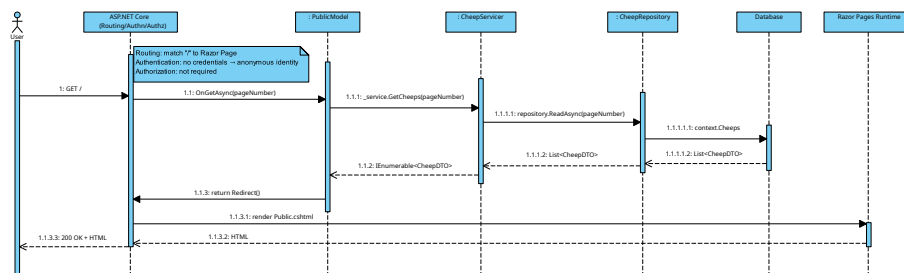 ASP.NET Core
(Routing/Authn/Authz)
: PublicModel
: CheepServicer
: CheepRepository
Database
Razor Pages Runtime
User
Routing: match "/" to Razor Page
Authentication: no credentials → anonymous identity
Authorization: not required
1: GET /
1.1: OnGetAsync(pageNumber)
1.1.1: _service.GetCheeps(pageNumber)
1.1.1.1: repository.ReadAsync(pageNumber)
1.1.1.1.1: context.Cheeps
1.1.1.1.2: List<CheepDTO>
1.1.1.2: List<CheepDTO>
1.1.2: IEnumerable<CheepDTO>
1.1.3: return Redirect()
1.1.3.1: render Public.cshtml
1.1.3.2: HTML
1.1.3.3: 200 OK + HTML